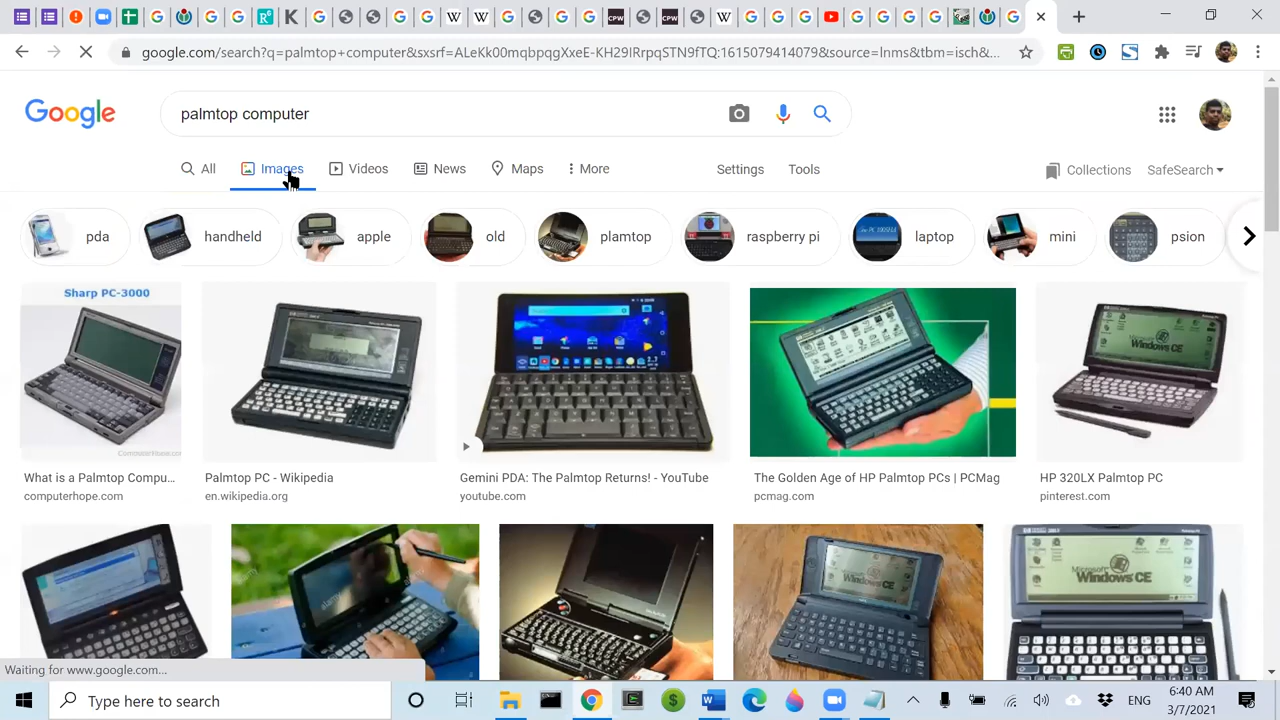 google.com/search?q=palmtop+computer&sxsrf=ALeKk00mgbpqgXxeE-KH29IRrpqSTN9fTQ:1615079414079&source=lnms&tbm=isch&...
Google
palmtop computer
All Images Videos News Maps More Settings Tools Collections SafeSearch
pda handheld apple old plamtop raspberry pi laptop mini psion
Sharp PC-3000
Microsoft Windows CE
What is a Palmtop Compu... Palmtop PC - Wikipedia Gemini PDA: The Palmtop Returns! - YouTube The Golden Age of HP Palmtop PCs | PCMag HP 320LX Palmtop PC
computerhope.com en.wikipedia.org youtube.com pcmag.com pinterest.com
Microsoft Windows CE
Waiting for www.google.com...
Type here to search
ENG
6:40 AM
3/7/2021